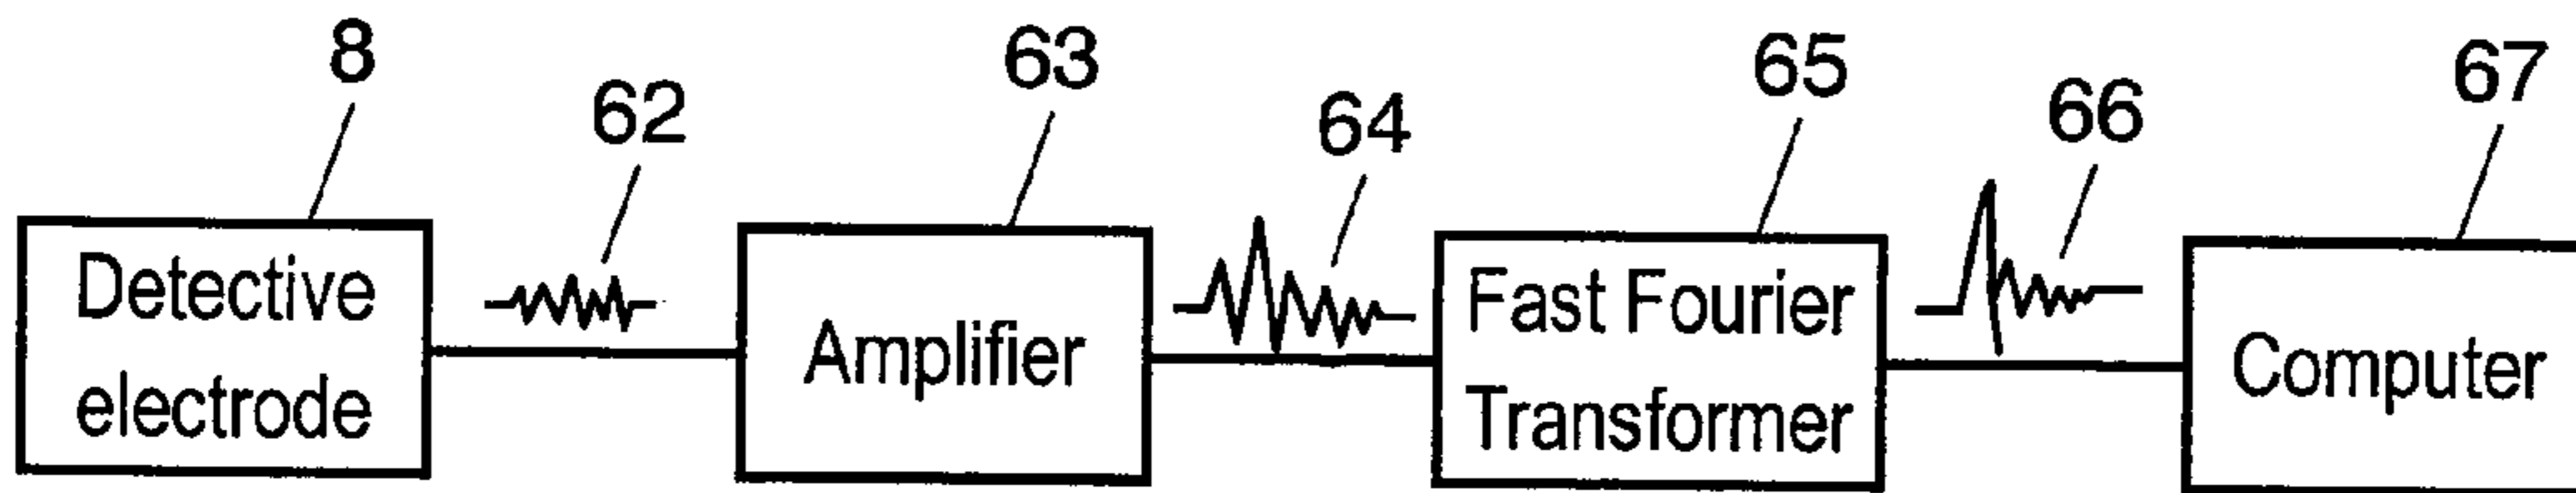 8
62
63
64
65
66
67
Detective
electrode
Amplifier
Fast Fourier
Transformer
Computer